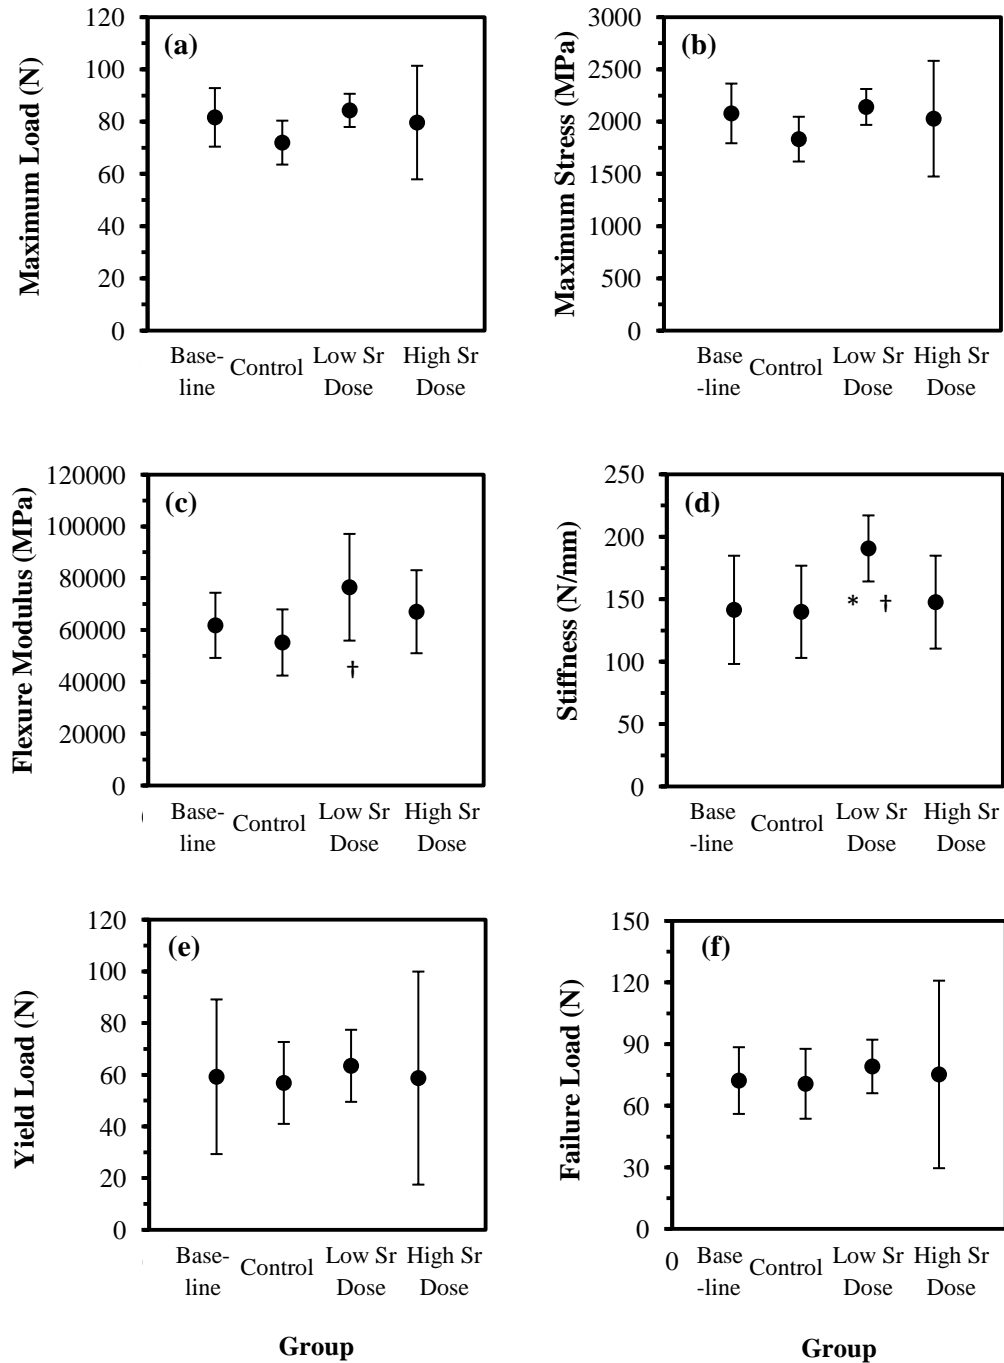 (a)
Maximum Load (N)
120
100
80
60
40
20
0
Base-
line
Control
Low Sr
Dose
High Sr
Dose
(b)
Maximum Stress (MPa)
3000
2500
2000
1500
1000
500
0
Base
-line
Control
Low Sr
Dose
High Sr
Dose
(c)
Flexure Modulus (MPa)
120000
100000
80000
60000
40000
20000
0
†
Base-
line
Control
Low Sr
Dose
High Sr
Dose
(d)
Stiffness (N/mm)
250
200
150
100
50
0
* †
Base
-line
Control
Low Sr
Dose
High Sr
Dose
(e)
Yield Load (N)
120
100
80
60
40
20
0
Base-
line
Control
Low Sr
Dose
High Sr
Dose
Group
(f)
Failure Load (N)
150
120
90
60
30
0
0
Base
-line
Control
Low Sr
Dose
High Sr
Dose
Group